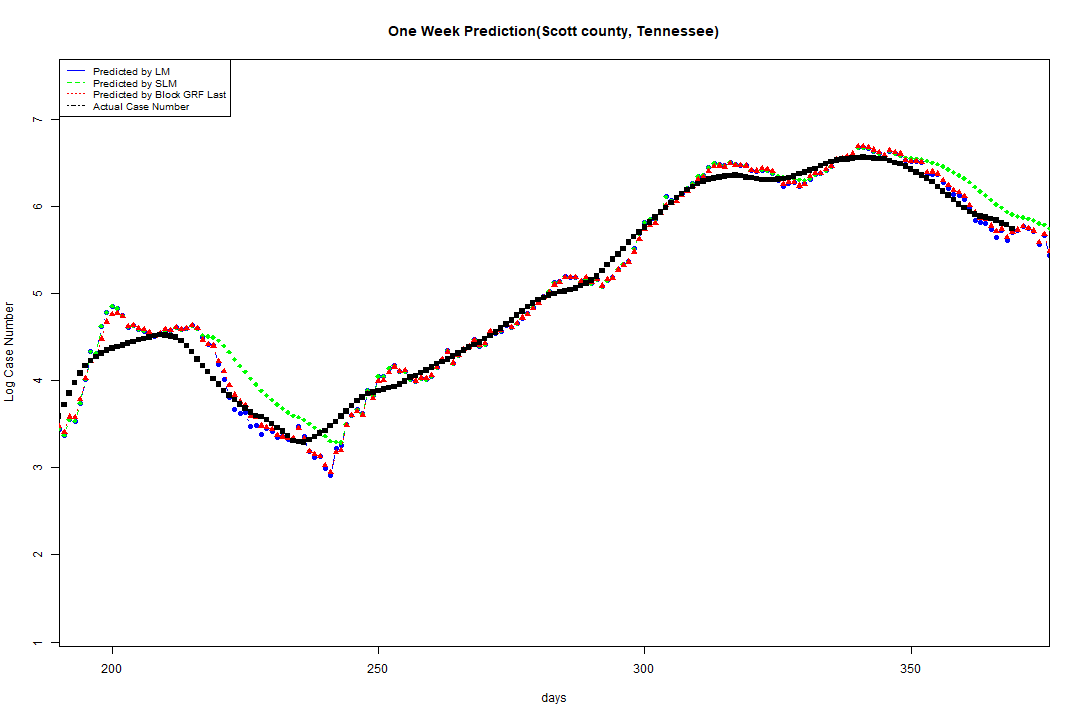 One Week Prediction(Scott county, Tennessee)
Predicted by LM
Predicted by SLM
Predicted by Block GRF Last
Actual Case Number
7
6
5
4
3
2
1
Log Case Number
200 250 300 350
days